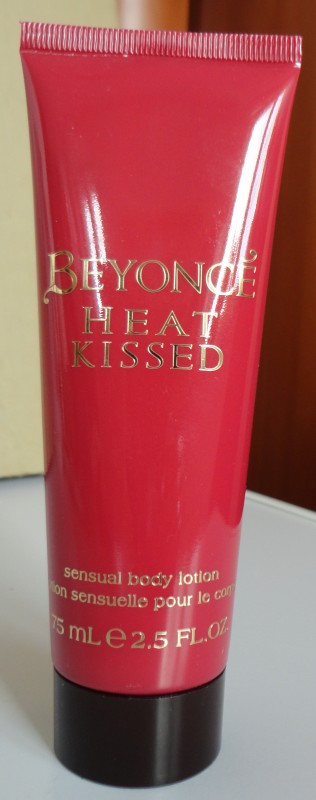 BEYONCÉ
HEAT
KISSED
sensual body lotion
sensuelle pour le
75 mL e 2.5 FL.OZ.